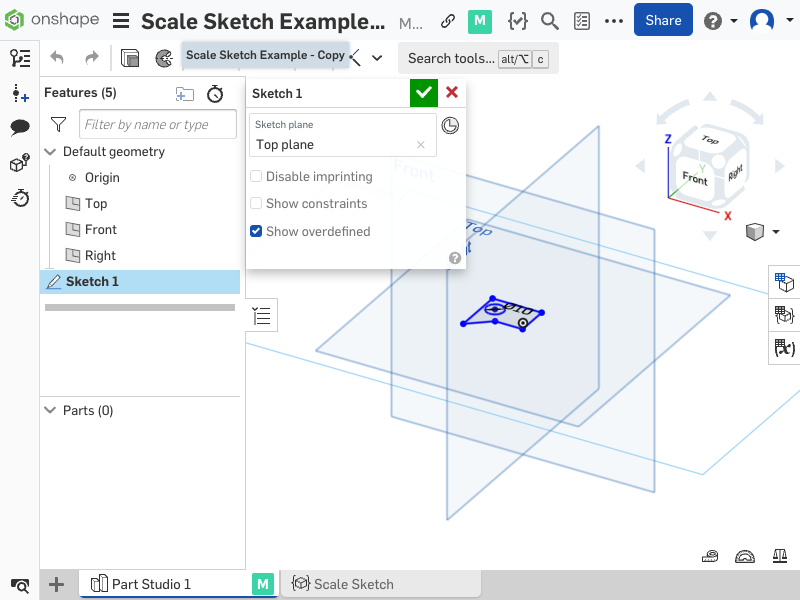 onshape
Scale Sketch Example...
M...
M
Share
Scale Sketch Example - Copy
Search tools...
alt/⌥
c
Features (5)
Filter by name or type
Default geometry
Origin
Top
Front
Right
Sketch 1
Parts (0)
Sketch 1
Sketch plane
Top plane
Disable imprinting
Show constraints
Show overdefined
Front
Top
Ø10
Top
Front
Right
Z
Y
X
Part Studio 1
M
Scale Sketch